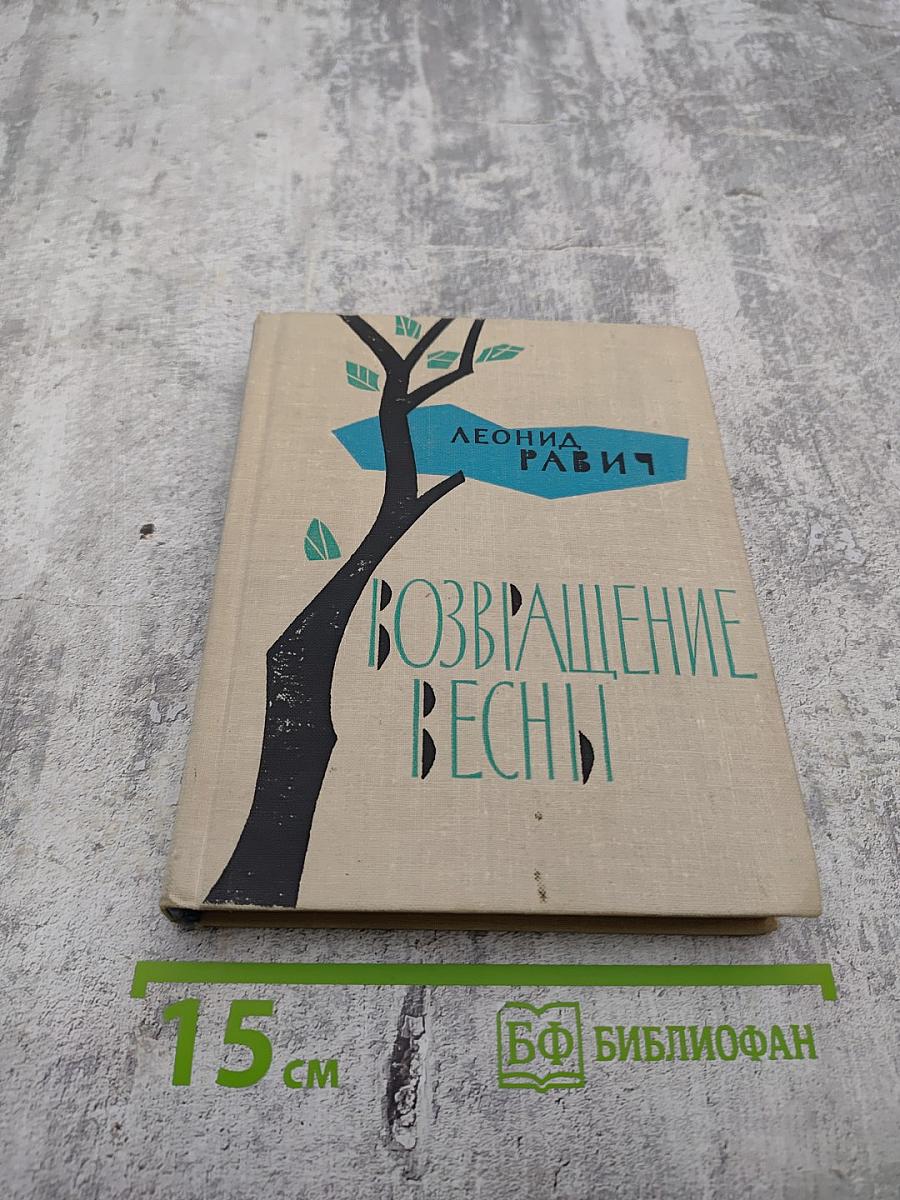 ЛЕОНИД
РАВИЧ
ВОЗВРАЩЕНИЕ
ВЕСНЫ
15 см
БФ БИБЛИОФАН